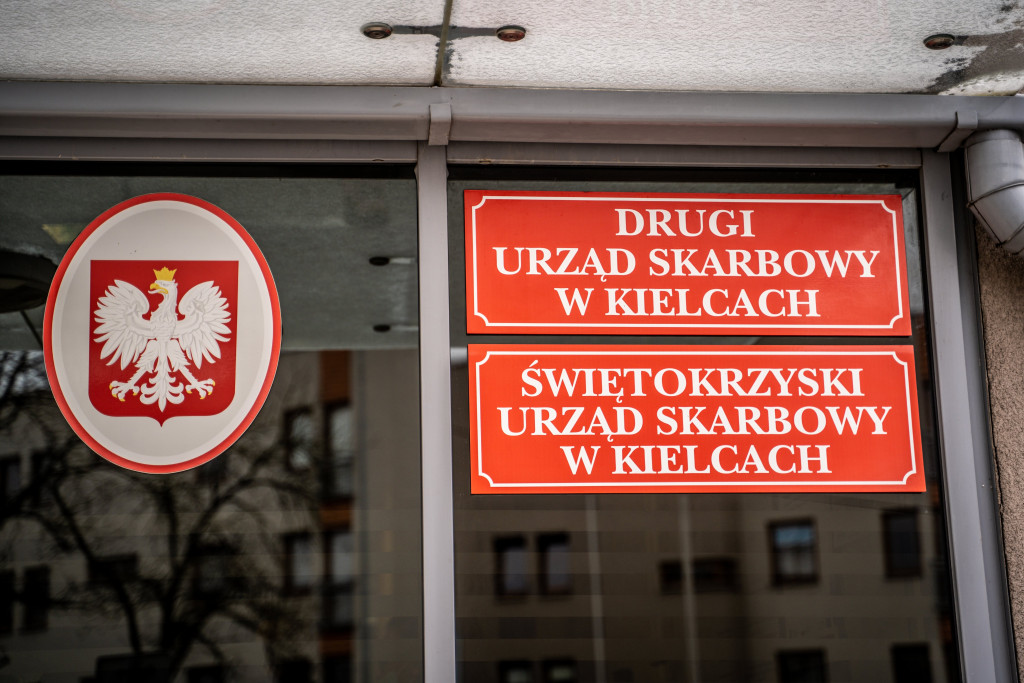 DRUGI
URZĄD SKARBOWY
W KIELCACH
ŚWIĘTOKRZYSKI
URZĄD SKARBOWY
W KIELCACH